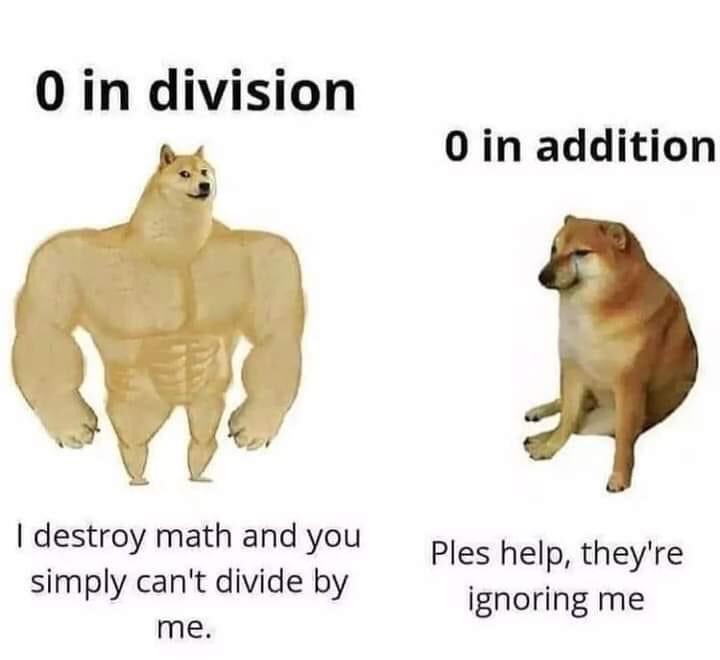 0 in division
0 in addition
I destroy math and you
simply can't divide by
me.
Ples help, they're
ignoring me